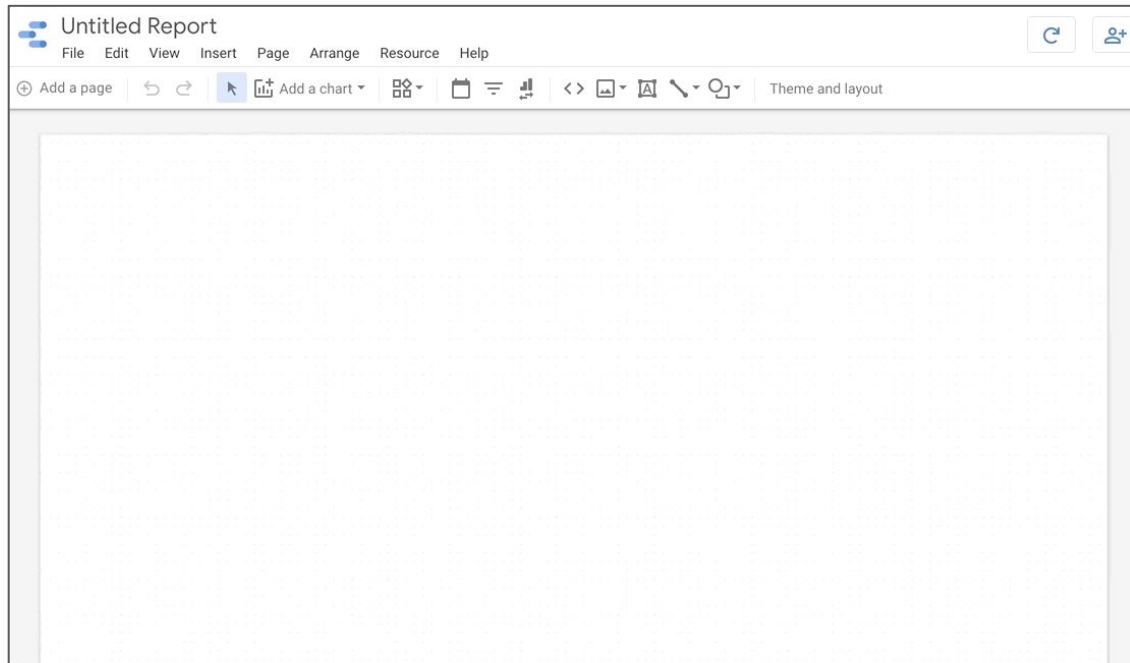 Untitled Report
File Edit View Insert Page Arrange Resource Help
Add a page Add a chart Theme and layout